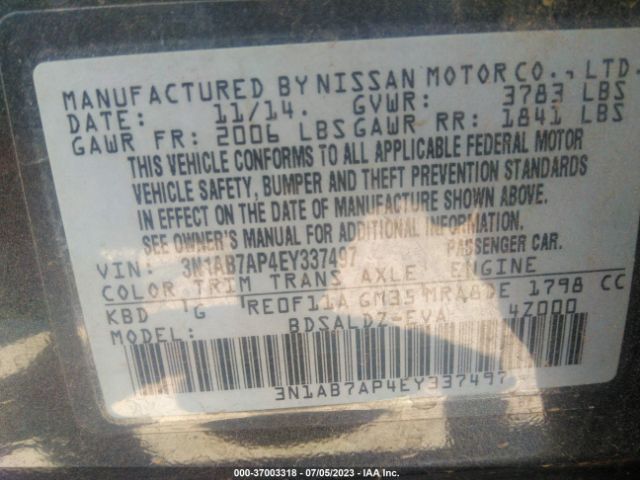 MANUFACTURED BY NISSAN MOTOR CO., LTD.
DATE: 11/14. GVWR: 3783 LBS
GAWR FR: 2006 LBS GAWR RR: 1841 LBS
THIS VEHICLE CONFORMS TO ALL APPLICABLE FEDERAL MOTOR
VEHICLE SAFETY, BUMPER AND THEFT PREVENTION STANDARDS
IN EFFECT ON THE DATE OF MANUFACTURE SHOWN ABOVE.
SEE OWNER'S MANUAL FOR ADDITIONAL INFORMATION.
VIN: 3N1AB7AP4EY337497 PASSENGER CAR.
COLOR TRIM TRANS AXLE ENGINE
KBD G RE0F11A GM35 MRA8DE 1798 CC
MODEL: BDSALDZ-EVA 4Z000
3N1AB7AP4EY337497
000-37003318 - 07/05/2023 - IAA Inc.